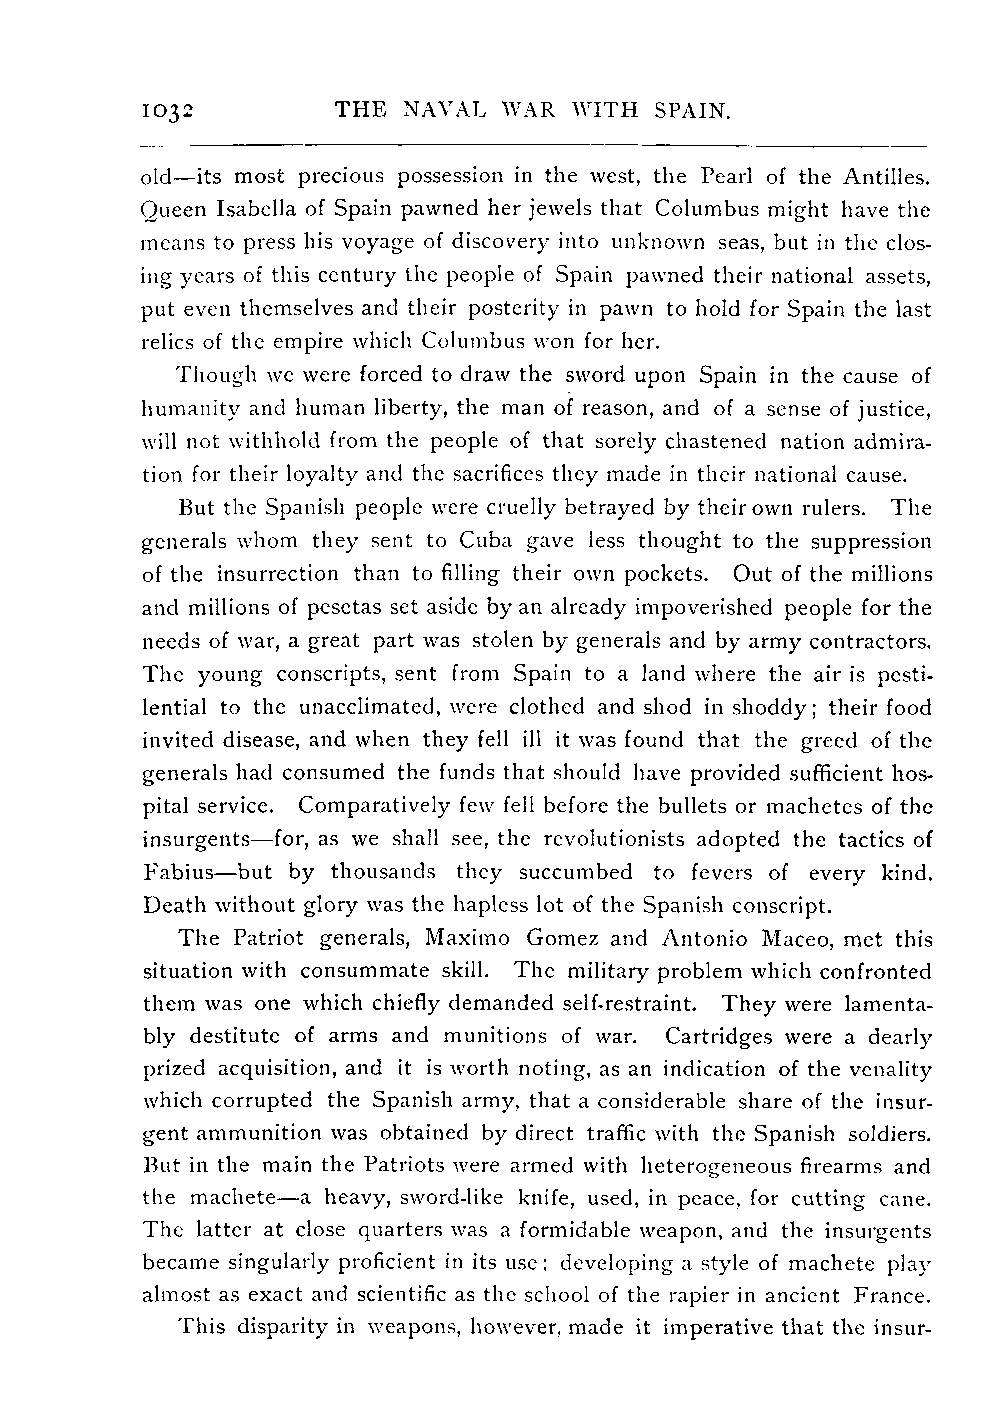 1032 THE NAVAL WAR WITH SPAIN.
old—its most precious possession in the west, the Pearl of the Antilles.
Queen Isabella of Spain pawned her jewels that Columbus might have the
means to press his voyage of discovery into unknown seas, but in the clos-
ing years of this century the people of Spain pawned their national assets,
put even themselves and their posterity in pawn to hold for Spain the last
relics of the empire which Columbus won for her.
Though we were forced to draw the sword upon Spain in the cause of
humanity and human liberty, the man of reason, and of a sense of justice,
will not withhold from the people of that sorely chastened nation admira-
tion for their loyalty and the sacrifices they made in their national cause.
But the Spanish people were cruelly betrayed by their own rulers. The
generals whom they sent to Cuba gave less thought to the suppression
of the insurrection than to filling their own pockets. Out of the millions
and millions of pesetas set aside by an already impoverished people for the
needs of war, a great part was stolen by generals and by army contractors.
The young conscripts, sent from Spain to a land where the air is pesti-
lential to the unacclimated, were clothed and shod in shoddy; their food
invited disease, and when they fell ill it was found that the greed of the
generals had consumed the funds that should have provided sufficient hos-
pital service. Comparatively few fell before the bullets or machetes of the
insurgents—for, as we shall see, the revolutionists adopted the tactics of
Fabius—but by thousands they succumbed to fevers of every kind.
Death without glory was the hapless lot of the Spanish conscript.
The Patriot generals, Maximo Gomez and Antonio Maceo, met this
situation with consummate skill. The military problem which confronted
them was one which chiefly demanded self-restraint. They were lamenta-
bly destitute of arms and munitions of war. Cartridges were a dearly
prized acquisition, and it is worth noting, as an indication of the venality
which corrupted the Spanish army, that a considerable share of the insur-
gent ammunition was obtained by direct traffic with the Spanish soldiers.
But in the main the Patriots were armed with heterogeneous firearms and
the machete—a heavy, sword-like knife, used, in peace, for cutting cane.
The latter at close quarters was a formidable weapon, and the insurgents
became singularly proficient in its use; developing a style of machete play
almost as exact and scientific as the school of the rapier in ancient France.
This disparity in weapons, however, made it imperative that the insur-